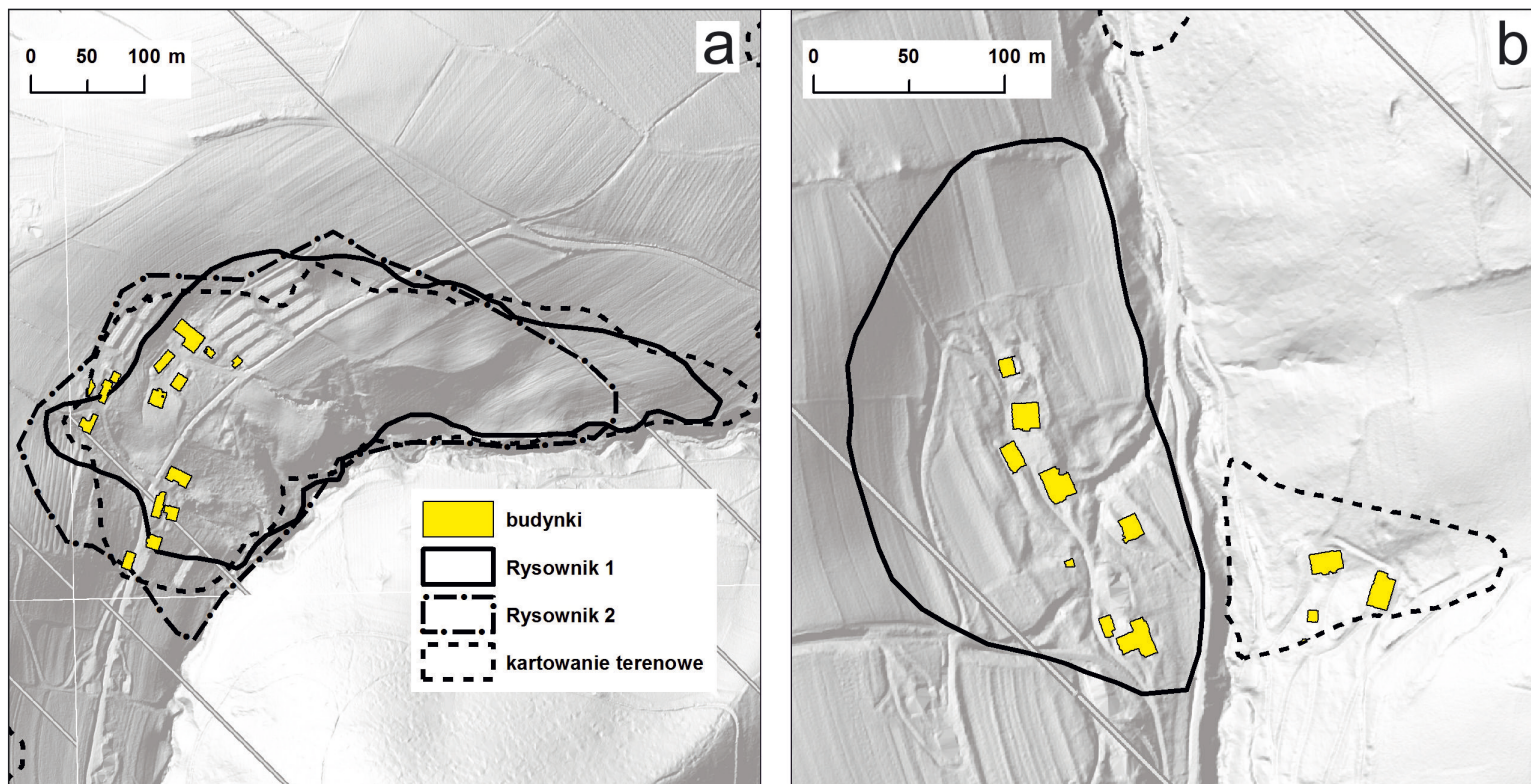 0 50 100 m
a
budynki
Rysownik 1
Rysownik 2
kartowanie terenowe
0 50 100 m
b